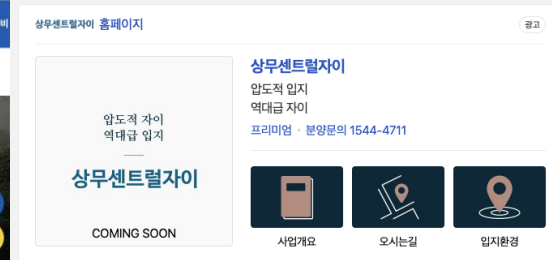 비
상무센트럴자이 홈페이지
광고
압도적 자이
역대급 입지
상무센트럴자이
COMING SOON
상무센트럴자이
압도적 입지
역대급 자이
프리미엄 · 분양문의 1544-4711
사업개요
오시는길
입지환경